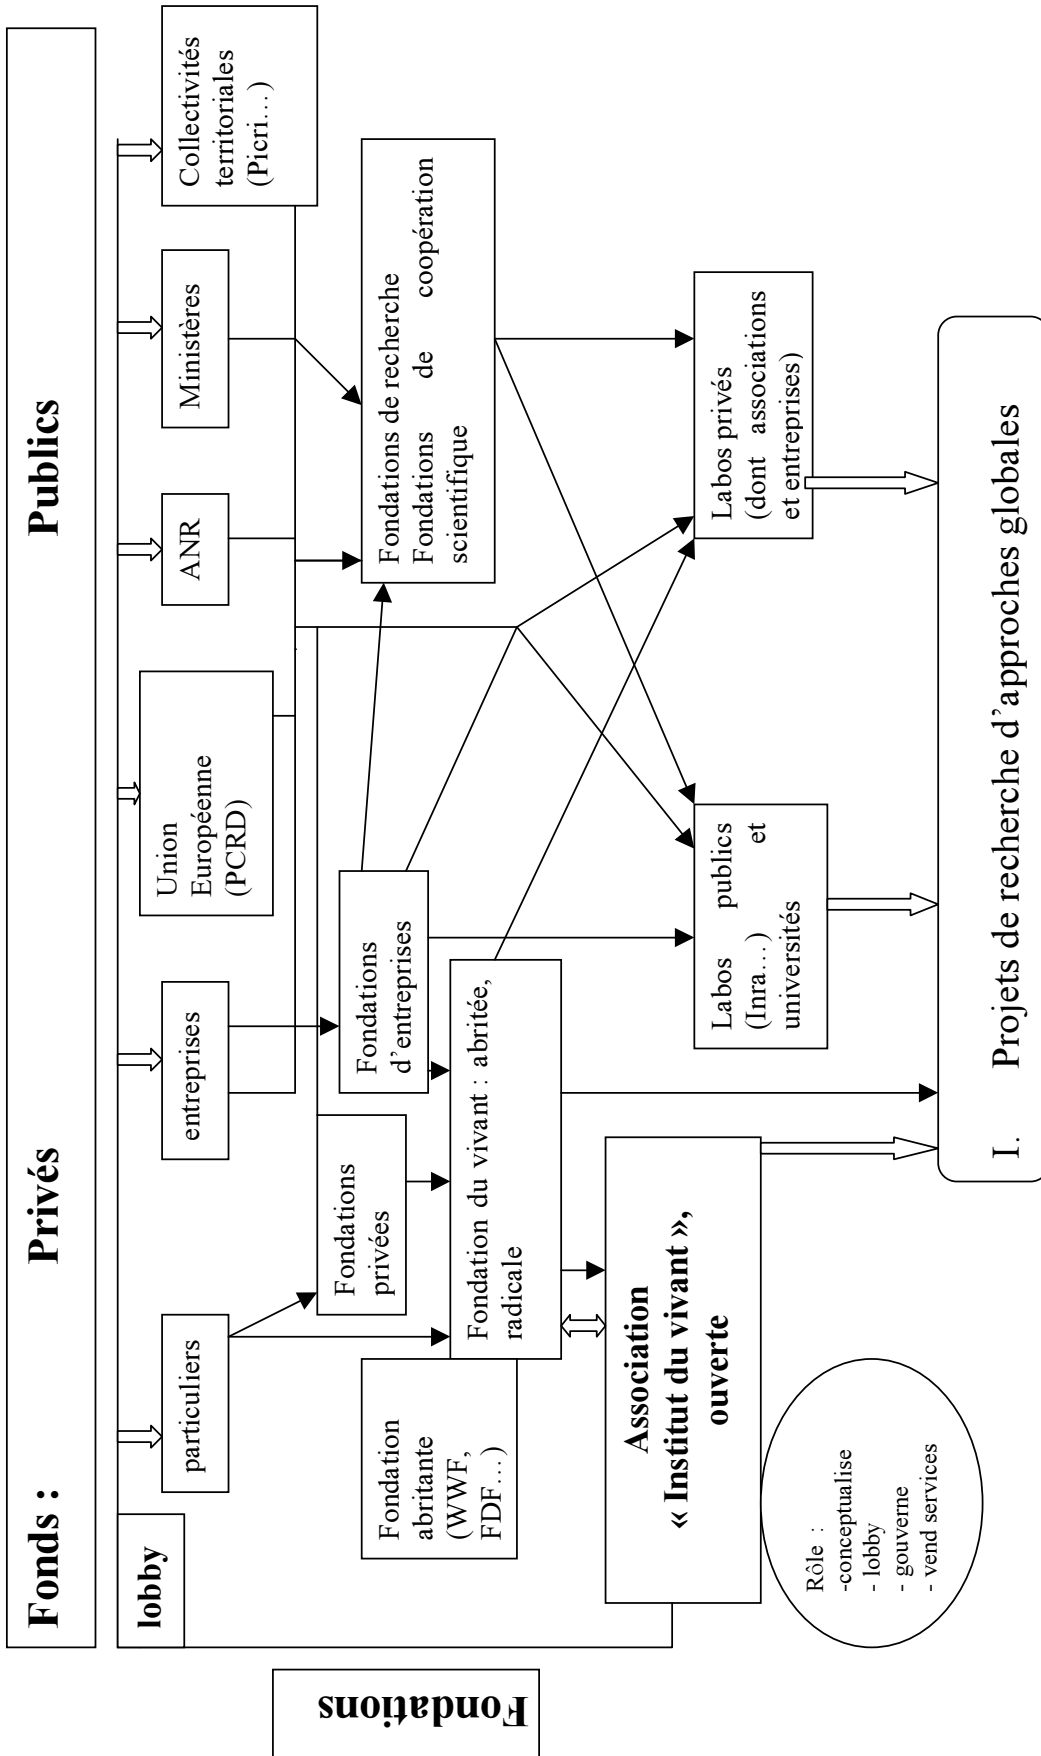 Fonds : Privés Publics
lobby
particuliers
entreprises
Union
Européenne
(PCRD)
ANR
Ministères
Collectivités
territoriales
(Picri…)
Fondations
Fondation
abritante
(WWF,
FDF…)
Fondations
privées
Fondations
d'entreprises
Fondations de recherche
Fondations de coopération
scientifique
Fondation du vivant : abritée,
radicale
Association
« Institut du vivant »,
ouverte
Labos publics
(Inra…) et
universités
Labos privés
(dont associations
et entreprises)
Rôle :
-conceptualise
- lobby
- gouverne
- vend services
I. Projets de recherche d'approches globales